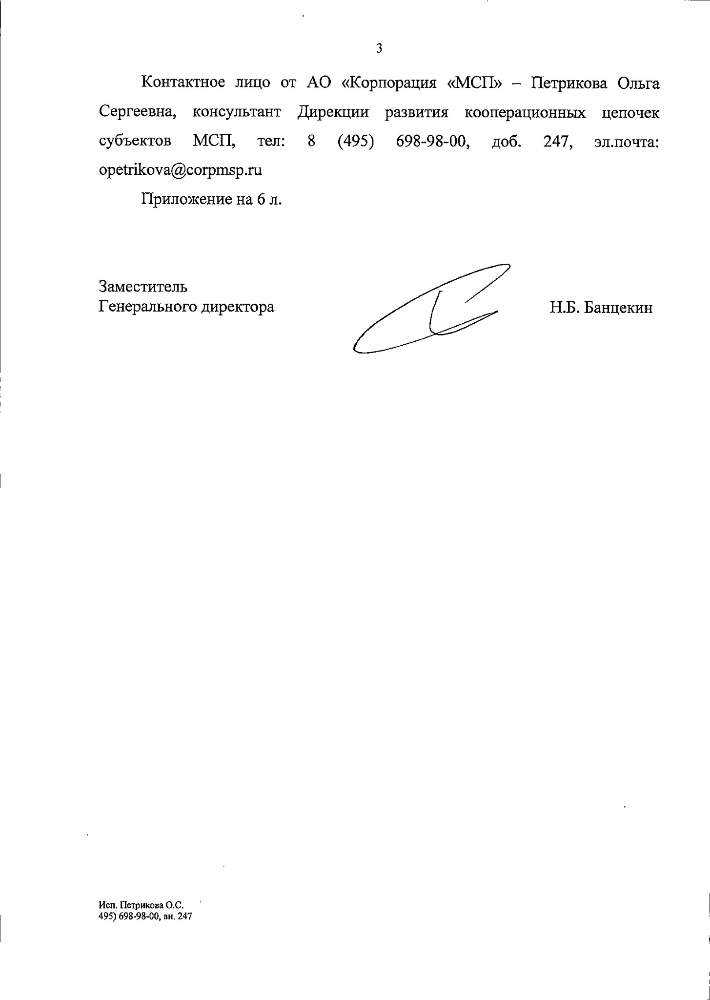 3
Контактное лицо от АО «Корпорация «МСП» – Петрикова Ольга
Сергеевна, консультант Дирекции развития кооперационных цепочек
субъектов МСП, тел: 8 (495) 698-98-00, доб. 247, эл.почта:
opetrikova@corpmsp.ru
Приложение на 6 л.
Заместитель
Генерального директора
Н.Б. Банцекин
Исп. Петрикова О.С.
495) 698-98-00, вн. 247